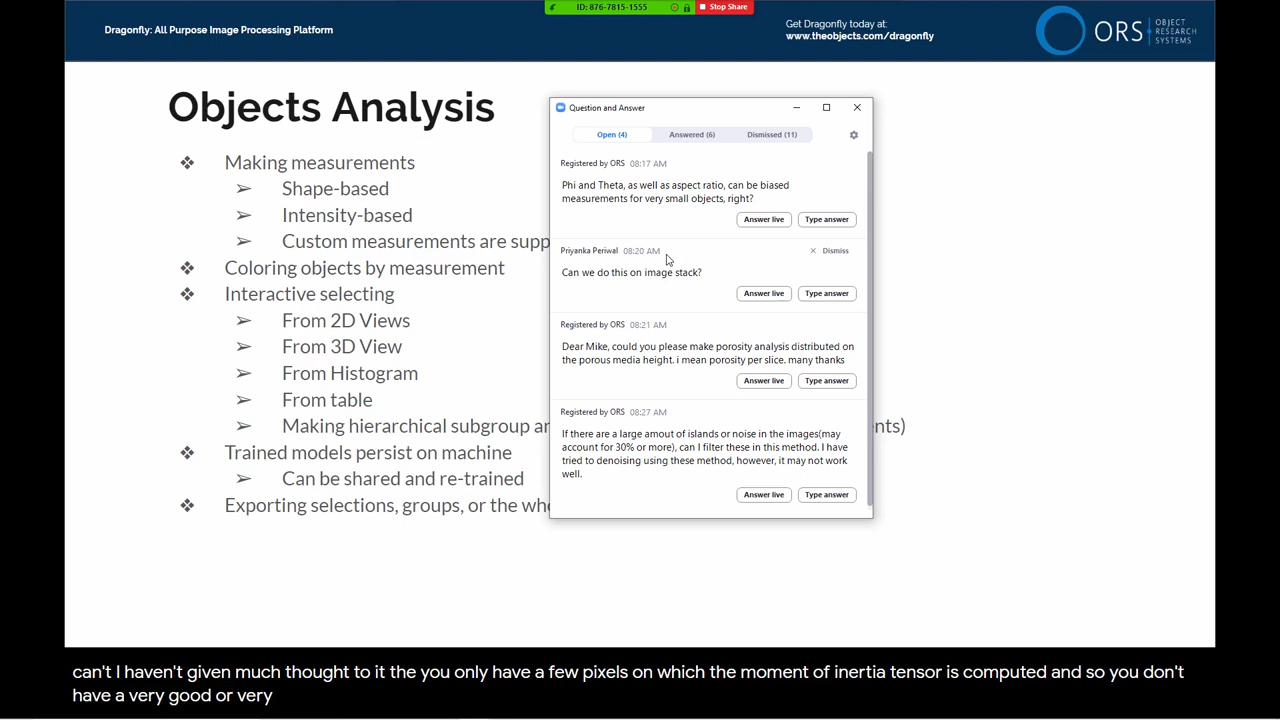 ID: 876-7815-1555
Stop Share
Dragonfly: All Purpose Image Processing Platform
Get Dragonfly today at:
www.theobjects.com/dragonfly
ORS
OBJECT
RESEARCH
SYSTEMS
Objects Analysis
❖ Making measurements
➢ Shape-based
➢ Intensity-based
➢ Custom measurements are supp
❖ Coloring objects by measurement
❖ Interactive selecting
➢ From 2D Views
➢ From 3D View
➢ From Histogram
➢ From table
➢ Making hierarchical subgroup an
nts)
❖ Trained models persist on machine
➢ Can be shared and re-trained
❖ Exporting selections, groups, or the who
Question and Answer
Open (4) Answered (6) Dismissed (11)
Registered by ORS 08:17 AM
Phi and Theta, as well as aspect ratio, can be biased
measurements for very small objects, right?
Answer live Type answer
Priyanka Periwal 08:20 AM
Dismiss
Can we do this on image stack?
Answer live Type answer
Registered by ORS 08:21 AM
Dear Mike, could you please make porosity analysis distributed on
the porous media height. i mean porosity per slice. many thanks
Answer live Type answer
Registered by ORS 08:27 AM
If there are a large amout of islands or noise in the images(may
account for 30% or more), can I filter these in this method. I have
tried to denoising using these method, however, it may not work
well.
Answer live Type answer
can't I haven't given much thought to it the you only have a few pixels on which the moment of inertia tensor is computed and so you don't
have a very good or very